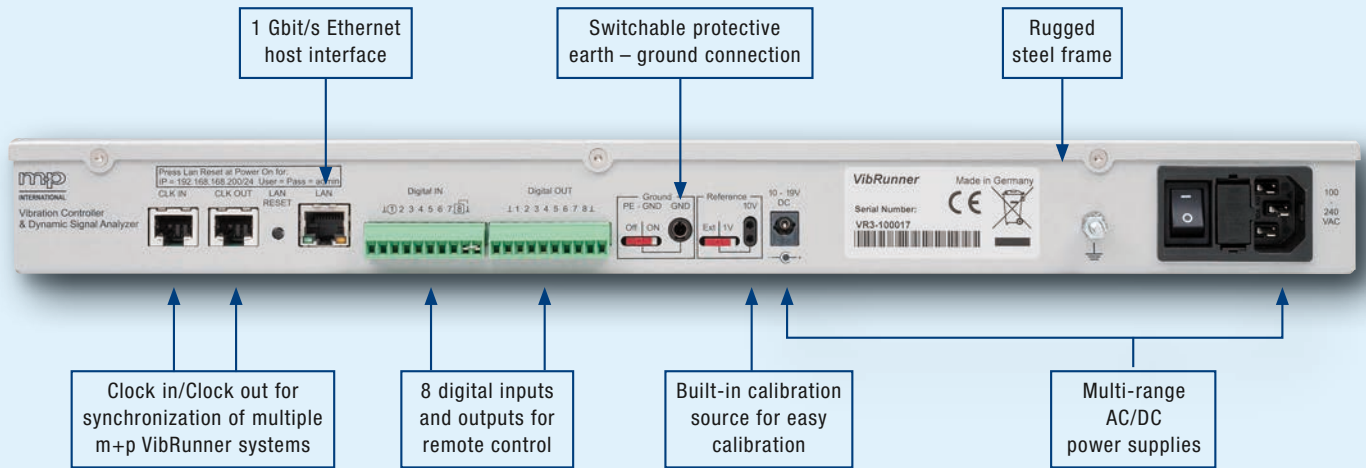 1 Gbit/s Ethernet
host interface
Switchable protective
earth – ground connection
Rugged
steel frame
m+p
INTERNATIONAL
Vibration Controller
& Dynamic Signal Analyzer
Press Lan Reset at Power On for:
IP = 192.168.168.200/24 User = Pass = admin
CLK IN
CLK OUT
LAN
RESET
LAN
Digital IN
1 2 3 4 5 6 7 8
Digital OUT
1 2 3 4 5 6 7 8
Ground
PE - GND GND
Off ON
Reference
10V
Ext 1V
10 - 19V
DC
VibRunner
Made in Germany
CE
Serial Number:
VR3-100017
100
-
240
VAC
Clock in/Clock out for
synchronization of multiple
m+p VibRunner systems
8 digital inputs
and outputs for
remote control
Built-in calibration
source for easy
calibration
Multi-range
AC/DC
power supplies